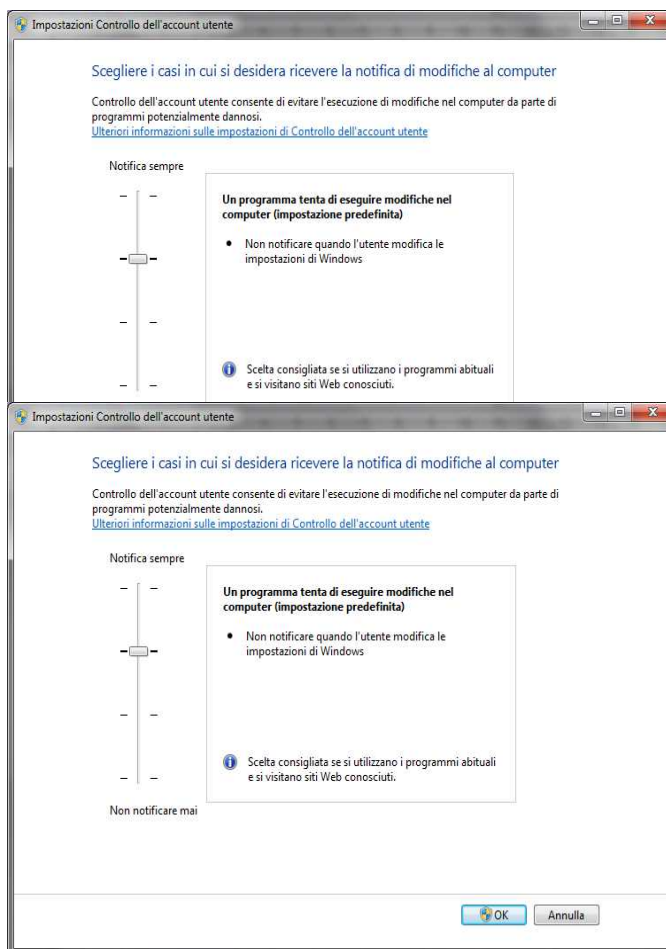 Impostazioni Controllo dell'account utente
Scegliere i casi in cui si desidera ricevere la notifica di modifiche al computer
Controllo dell'account utente consente di evitare l'esecuzione di modifiche nel computer da parte di
programmi potenzialmente dannosi.
Ulteriori informazioni sulle impostazioni di Controllo dell'account utente
Notifica sempre
Un programma tenta di eseguire modifiche nel
computer (impostazione predefinita)
• Non notificare quando l'utente modifica le
impostazioni di Windows
Scelta consigliata se si utilizzano i programmi abituali
e si visitano siti Web conosciuti.
Impostazioni Controllo dell'account utente
Scegliere i casi in cui si desidera ricevere la notifica di modifiche al computer
Controllo dell'account utente consente di evitare l'esecuzione di modifiche nel computer da parte di
programmi potenzialmente dannosi.
Ulteriori informazioni sulle impostazioni di Controllo dell'account utente
Notifica sempre
Un programma tenta di eseguire modifiche nel
computer (impostazione predefinita)
• Non notificare quando l'utente modifica le
impostazioni di Windows
Scelta consigliata se si utilizzano i programmi abituali
e si visitano siti Web conosciuti.
Non notificare mai
OK Annulla